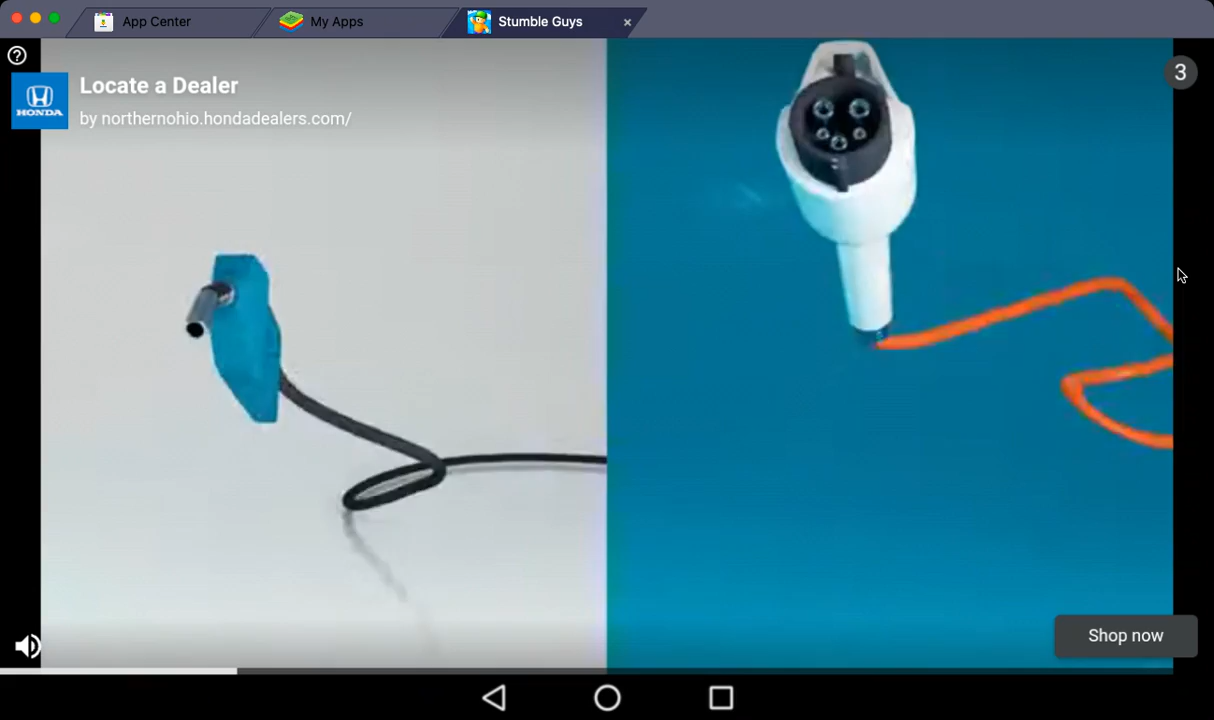 App Center
My Apps
Stumble Guys
Locate a Dealer
by northernohio.hondadealers.com/
HONDA
3
Shop now